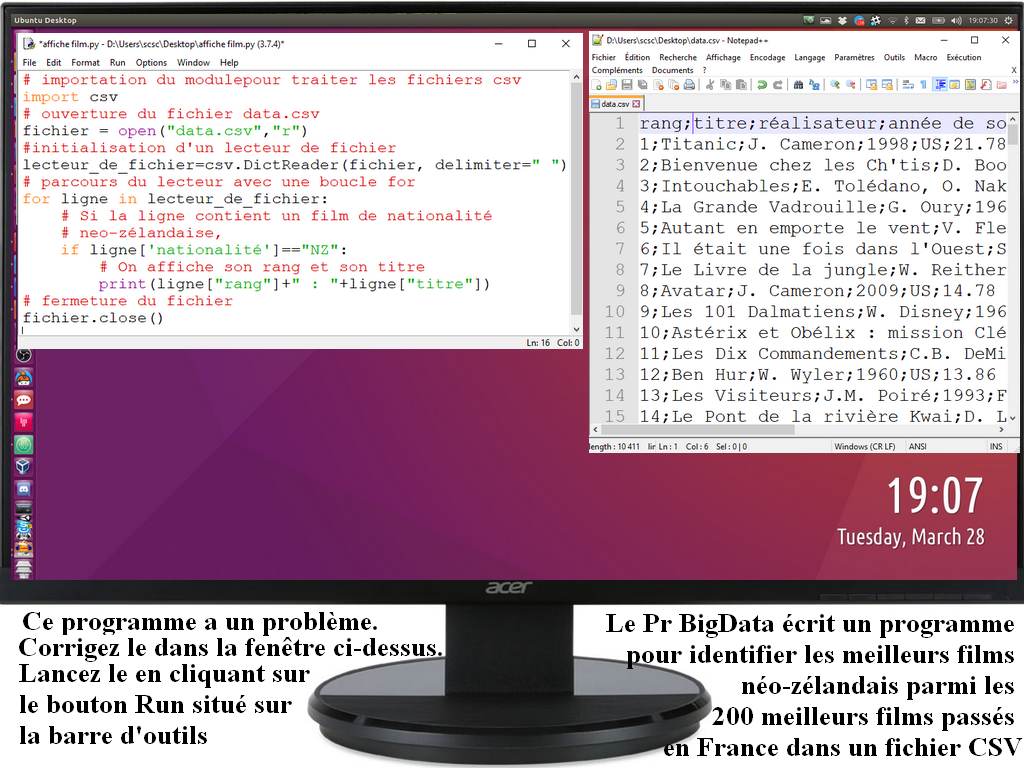 Ubuntu Desktop
19:07:30
*affiche film.py - D:\Users\scsc\Desktop\affiche film.py (3.7.4)*
File Edit Format Run Options Window Help
# importation du modulepour traiter les fichiers csv
import csv
# ouverture du fichier data.csv
fichier = open("data.csv","r")
#initialisation d'un lecteur de fichier
lecteur_de_fichier=csv.DictReader(fichier, delimiter=" ")
# parcours du lecteur avec une boucle for
for ligne in lecteur_de_fichier:
# Si la ligne contient un film de nationalité
# neo-zélandaise,
if ligne['nationalité']=="NZ":
# On affiche son rang et son titre
print(ligne["rang"]+" : "+ligne["titre"])
# fermeture du fichier
fichier.close()
Ln: 16 Col: 0
D:\Users\scsc\Desktop\data.csv - Notepad++
Fichier Édition Recherche Affichage Encodage Langage Paramètres Outils Macro Exécution
Compléments Documents ? X
data.csv
1 rang;titre;réalisateur;année de so
2 1;Titanic;J. Cameron;1998;US;21.78
3 2;Bienvenue chez les Ch'tis;D. Boo
4 3;Intouchables;E. Tolédano, O. Nak
5 4;La Grande Vadrouille;G. Oury;196
6 5;Autant en emporte le vent;V. Fle
7 6;Il était une fois dans l'Ouest;S
8 7;Le Livre de la jungle;W. Reither
9 8;Avatar;J. Cameron;2009;US;14.78
10 9;Les 101 Dalmatiens;W. Disney;196
11 10;Astérix et Obélix : mission Clé
12 11;Les Dix Commandements;C.B. DeMi
13 12;Ben Hur;W. Wyler;1960;US;13.86
14 13;Les Visiteurs;J.M. Poiré;1993;F
15 14;Le Pont de la rivière Kwai;D. L
length : 10 411 lir Ln : 1 Col : 6 Sel : 0 | 0 Windows (CR LF) ANSI INS
19:07
Tuesday, March 28
acer
Ce programme a un problème.
Corrigez le dans la fenêtre ci-dessus.
Lancez le en cliquant sur
le bouton Run situé sur
la barre d'outils
Le Pr BigData écrit un programme
pour identifier les meilleurs films
néo-zélandais parmi les
200 meilleurs films passés
en France dans un fichier CSV